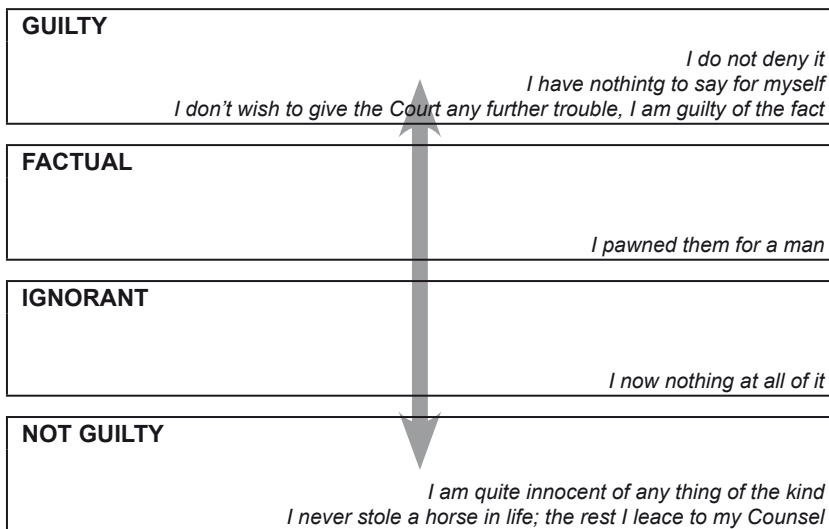 GUILTY
I do not deny it
I have nothintg to say for myself
I don't wish to give the Court any further trouble, I am guilty of the fact
FACTUAL
I pawned them for a man
IGNORANT
I now nothing at all of it
NOT GUILTY
I am quite innocent of any thing of the kind
I never stole a horse in life; the rest I leace to my Counsel